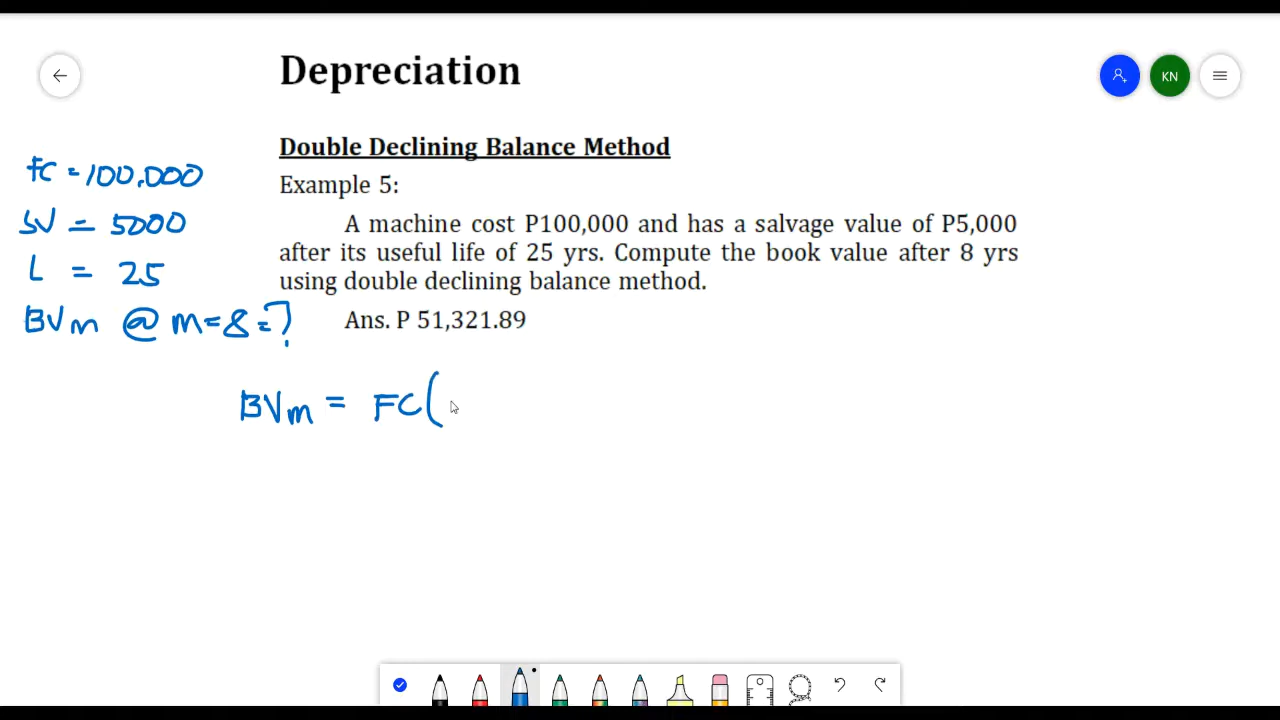 Depreciation
KN
Double Declining Balance Method
Example 5:
A machine cost P100,000 and has a salvage value of P5,000
after its useful life of 25 yrs. Compute the book value after 8 yrs
using double declining balance method.
Ans. P 51,321.89
FC = 100,000
SV = 5000
L = 25
BVm @ m=8=?
BVm = FC(